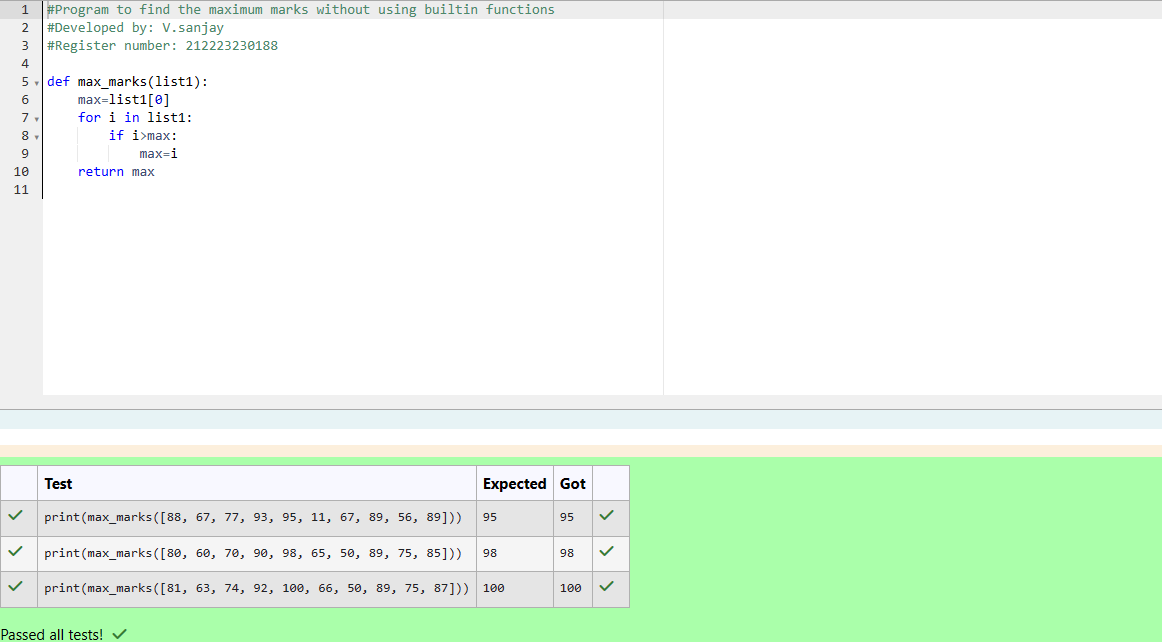 1 #Program to find the maximum marks without using builtin functions
2 #Developed by: V.sanjay
3 #Register number: 212223230188
4
5 def max_marks(list1):
6     max=list1[0]
7     for i in list1:
8         if i>max:
9             max=i
10     return max
11
Test Expected Got
print(max_marks([88, 67, 77, 93, 95, 11, 67, 89, 56, 89])) 95 95
print(max_marks([80, 60, 70, 90, 98, 65, 50, 89, 75, 85])) 98 98
print(max_marks([81, 63, 74, 92, 100, 66, 50, 89, 75, 87])) 100 100
Passed all tests!